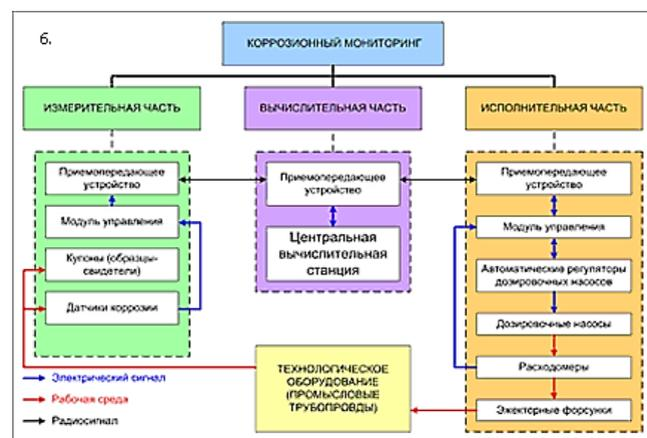 б.
КОРРОЗИОННЫЙ МОНИТОРИНГ
ИЗМЕРИТЕЛЬНАЯ ЧАСТЬ
ВЫЧИСЛИТЕЛЬНАЯ ЧАСТЬ
ИСПОЛНИТЕЛЬНАЯ ЧАСТЬ
Приемопередающее
устройство
Модуль управления
Купоны (образцы-
свидетели)
Датчики коррозии
Приемопередающее
устройство
Центральная
вычислительная
станция
Приемопередающее
устройство
Модуль управления
Автоматические регуляторы
дозировочных насосов
Дозировочные насосы
Расходомеры
Эжекторные форсунки
ТЕХНОЛОГИЧЕСКОЕ
ОБОРУДОВАНИЕ
(ПРОМЫСЛОВЫЕ
ТРУБОПРОВДЫ)
Электрический сигнал
Рабочая среда
Радиосигнал